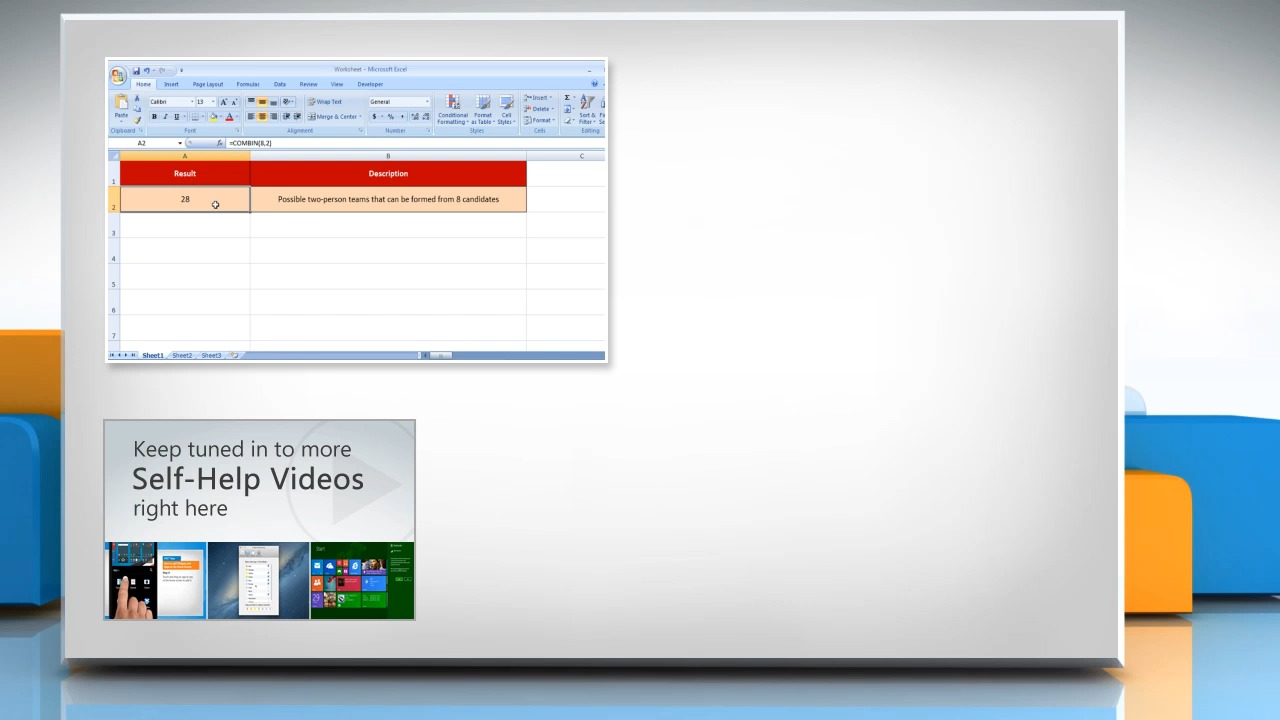 Worksheet - Microsoft Excel
Home Insert Page Layout Formulas Data Review View Developer
Paste
Calibri 13
B I U
Wrap Text
Merge & Center
General
$ % ,
Conditional Formatting
Format as Table
Cell Styles
Insert
Delete
Format
Σ
Sort &
Filter
Clipboard Font Alignment Number Styles Cells Editing
A2 fx =COMBIN(8,2)
A B C
1 Result Description
2 28 Possible two-person teams that can be formed from 8 candidates
3
4
5
6
7
Sheet1 Sheet2 Sheet3
Keep tuned in to more
Self-Help Videos
right here
Start